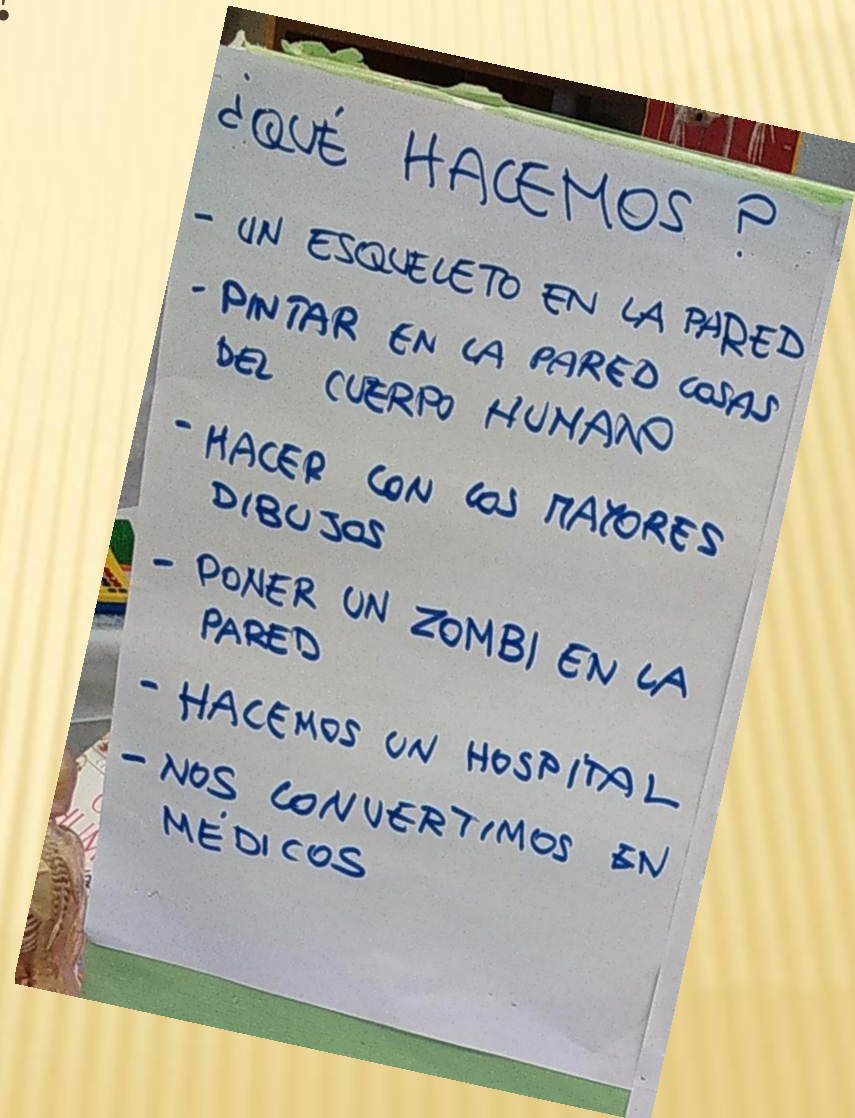 ¿QUÉ HACEMOS?
- UN ESQUELETO EN LA PARED
- PINTAR EN LA PARED COSAS
DEL CUERPO HUMANO
- HACER CON LOS MAYORES
DIBUJOS
- PONER UN ZOMBI EN LA
PARED
- HACEMOS UN HOSPITAL
- NOS CONVERTIMOS EN
MÉDICOS